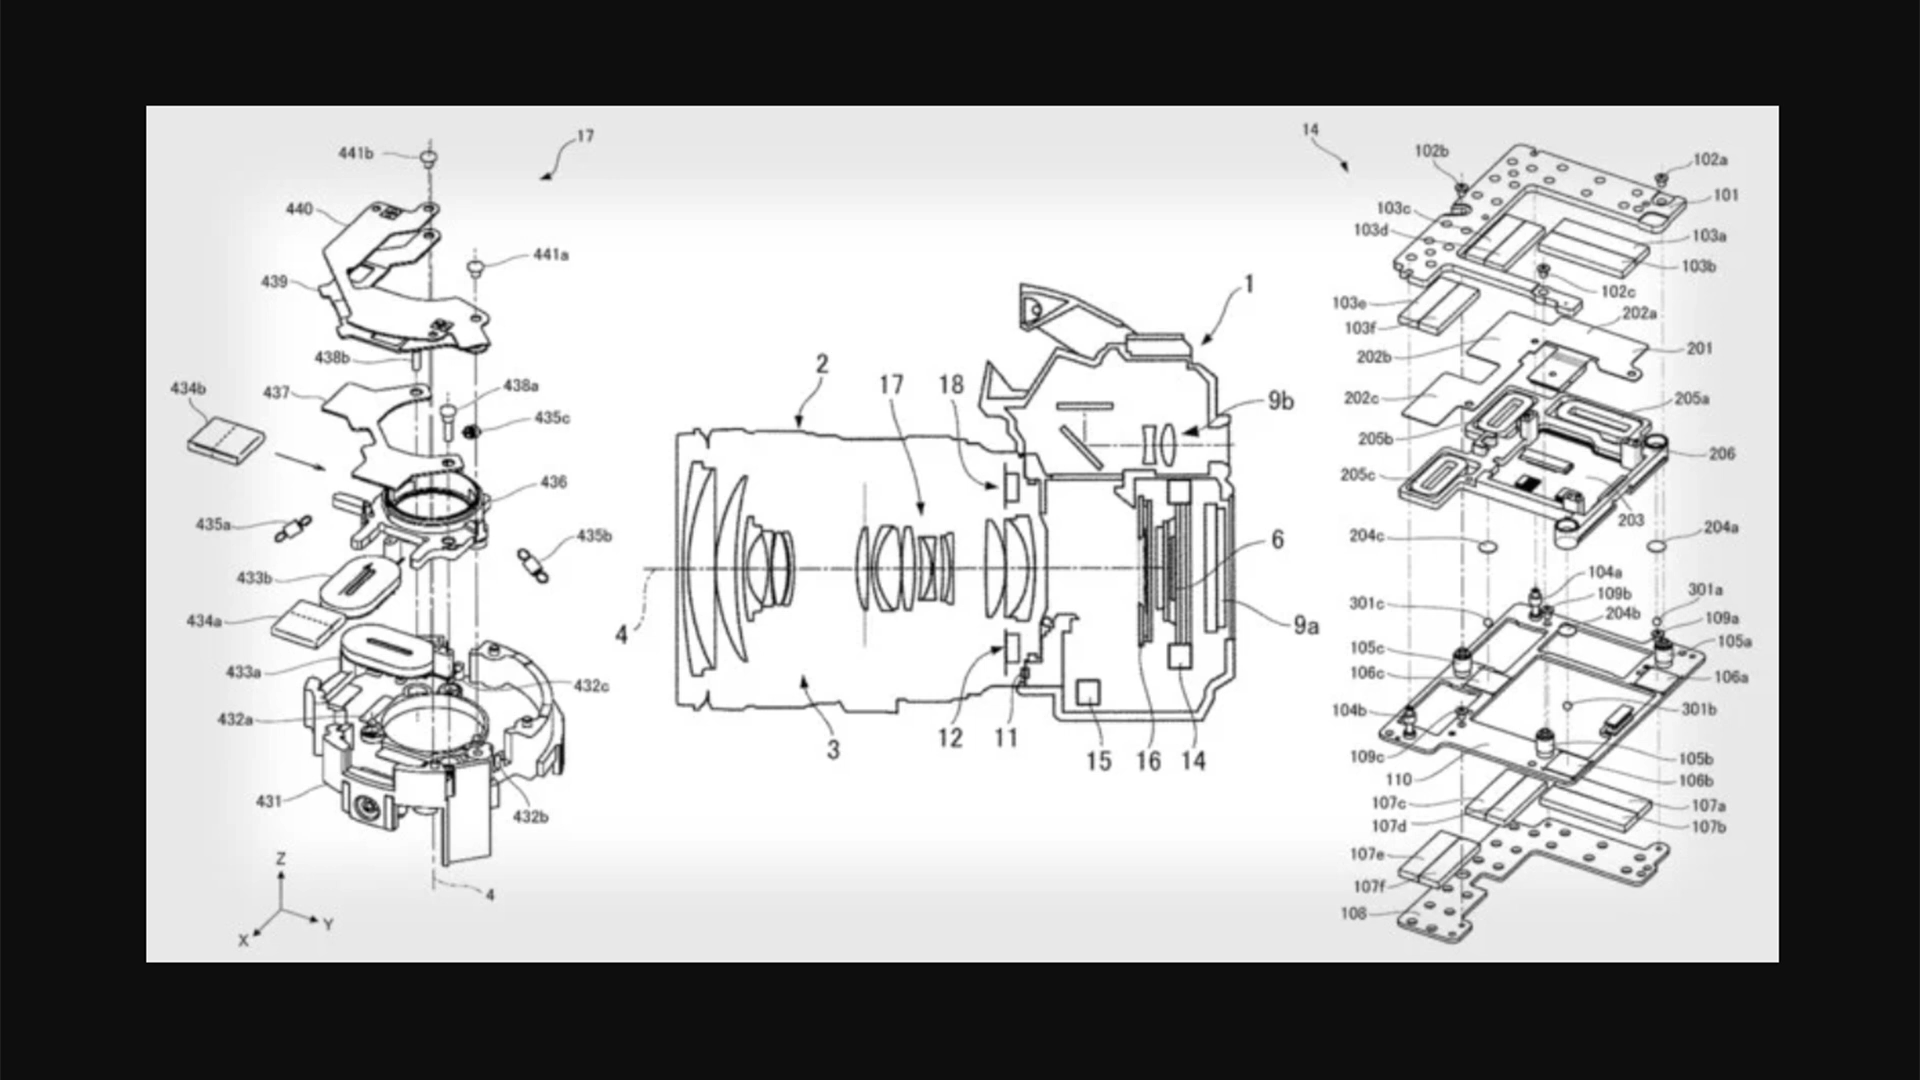 17
441b
440
441a
439
438b
434b
437
438a
435c
436
435a
435b
433b
434a
433a
432c
432a
431
432b
Z
Y
X
4
1
2
17
18
9b
6
4
9a
3
12
11
15
16
14
14
102b
102a
101
103c
103d
103a
103b
102c
103e
202a
103f
202b
201
202c
205a
205b
206
205c
203
204c
204a
104a
109b
301a
301c
204b
109a
105c
105a
106c
106a
104b
301b
109c
105b
110
106b
107c
107a
107d
107b
107e
107f
108